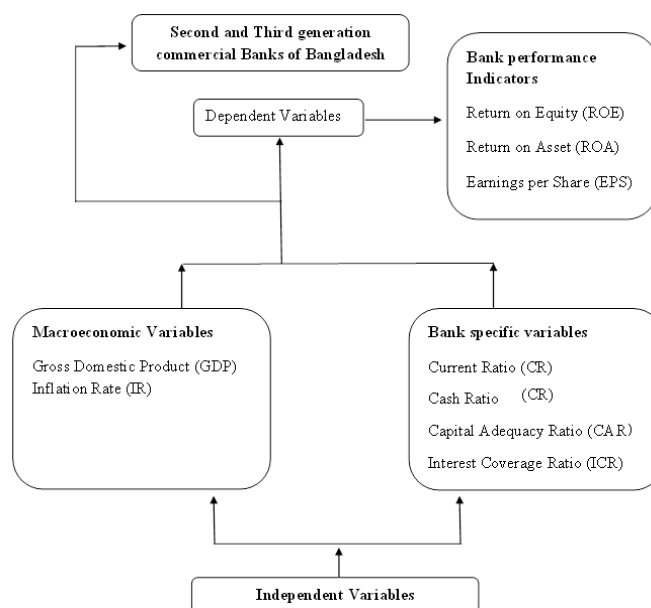 Second and Third generation
commercial Banks of Bangladesh
Bank performance
Indicators
Return on Equity (ROE)
Return on Asset (ROA)
Earnings per Share (EPS)
Dependent Variables
Macroeconomic Variables
Gross Domestic Product (GDP)
Inflation Rate (IR)
Bank specific variables
Current Ratio (CR)
Cash Ratio (CR)
Capital Adequacy Ratio (CAR)
Interest Coverage Ratio (ICR)
Independent Variables